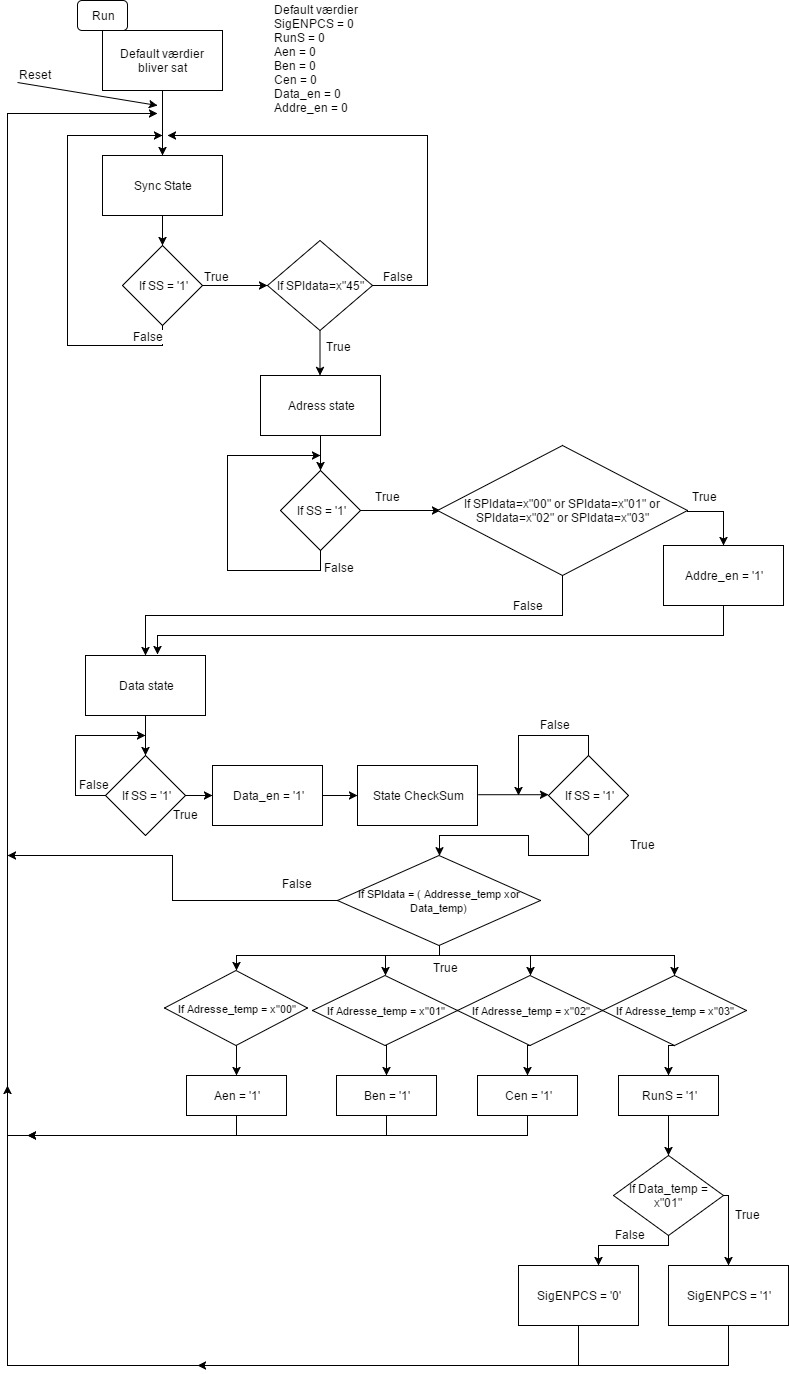 Run
Default værdier
bliver sat
Default værdier
SigENPCS = 0
RunS = 0
Aen = 0
Ben = 0
Cen = 0
Data_en = 0
Addre_en = 0
Reset
Sync State
If SS = '1'
True
If SPIdata=x"45"
False
False
True
Adress state
If SS = '1'
True
If SPIdata=x"00" or SPIdata=x"01" or
SPIdata=x"02" or SPIdata=x"03"
True
False
Addre_en = '1'
False
Data state
False
If SS = '1'
True
Data_en = '1'
State CheckSum
False
If SS = '1'
True
False
If SPIdata = ( Addresse_temp xor
Data_temp)
True
If Adresse_temp = x"00"
If Adresse_temp = x"01"
If Adresse_temp = x"02"
If Adresse_temp = x"03"
Aen = '1'
Ben = '1'
Cen = '1'
RunS = '1'
If Data_temp =
x"01"
True
False
SigENPCS = '0'
SigENPCS = '1'